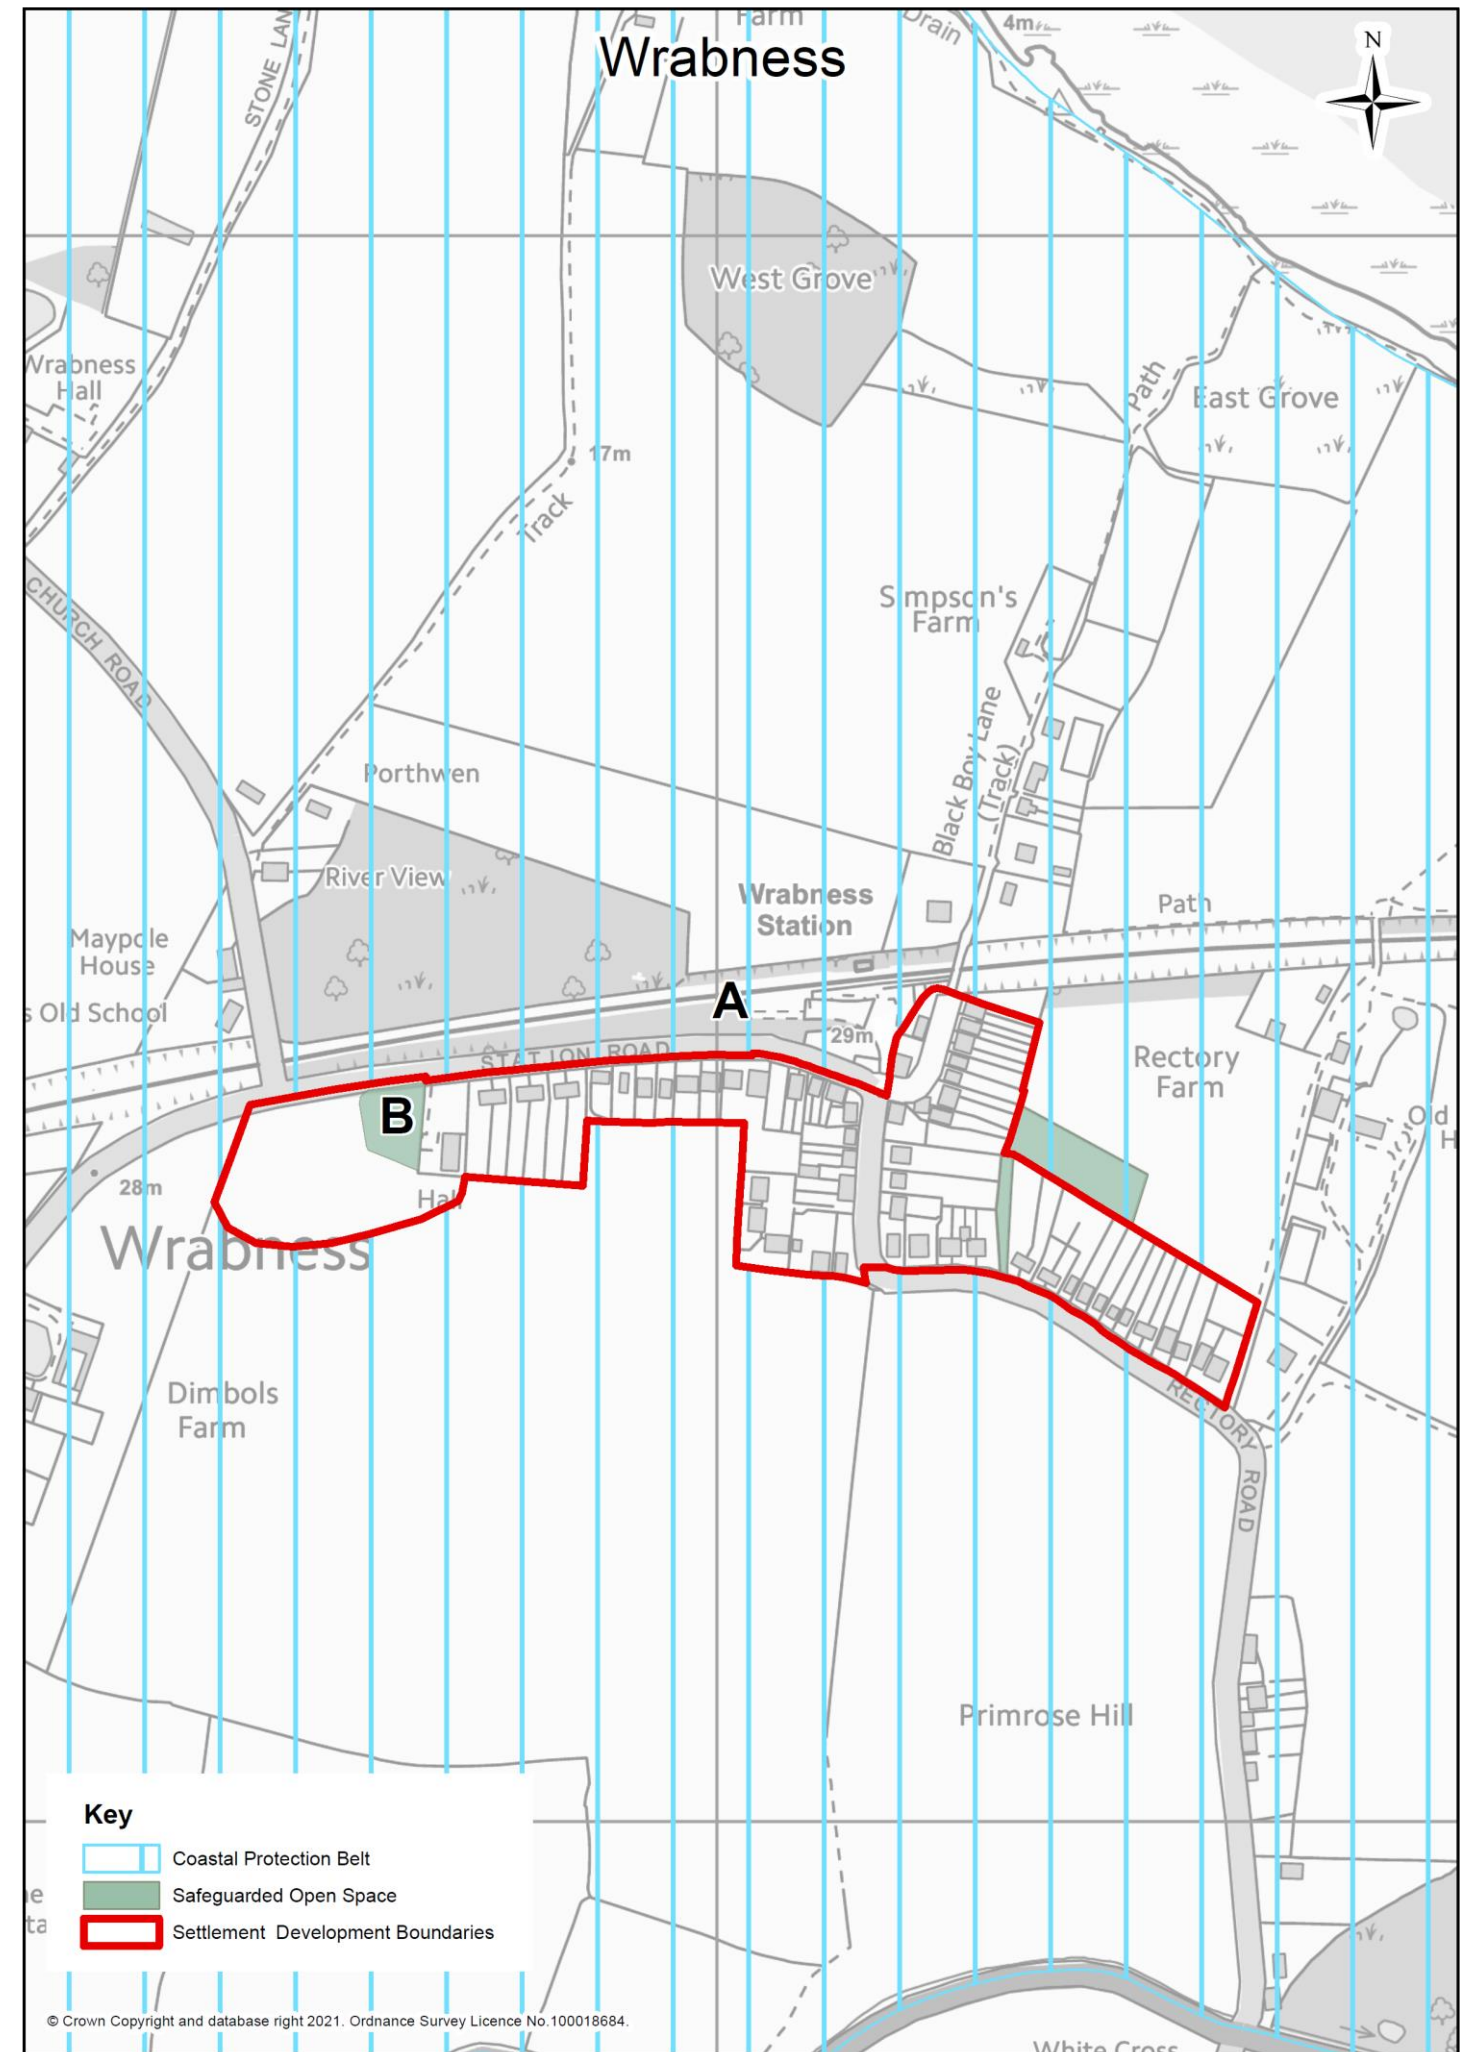 Farm
Wrabness
Drain
4m
N
STONE LAN
West Grove
Wrabness
Hall
Path
East Grove
17m
Track
CHURCH ROAD
Simpson's
Farm
Black Boy Lane
(Track)
Porthwen
River View
Wrabness
Station
Path
Maypole
House
s Old School
A
29m
STATION ROAD
Rectory
Farm
B
Old
H
28m
Hall
Wrabness
Dimbols
Farm
RECTORY ROAD
Primrose Hill
Key
Coastal Protection Belt
Safeguarded Open Space
Settlement Development Boundaries
e
ta
© Crown Copyright and database right 2021. Ordnance Survey Licence No.100018684.
White Cross